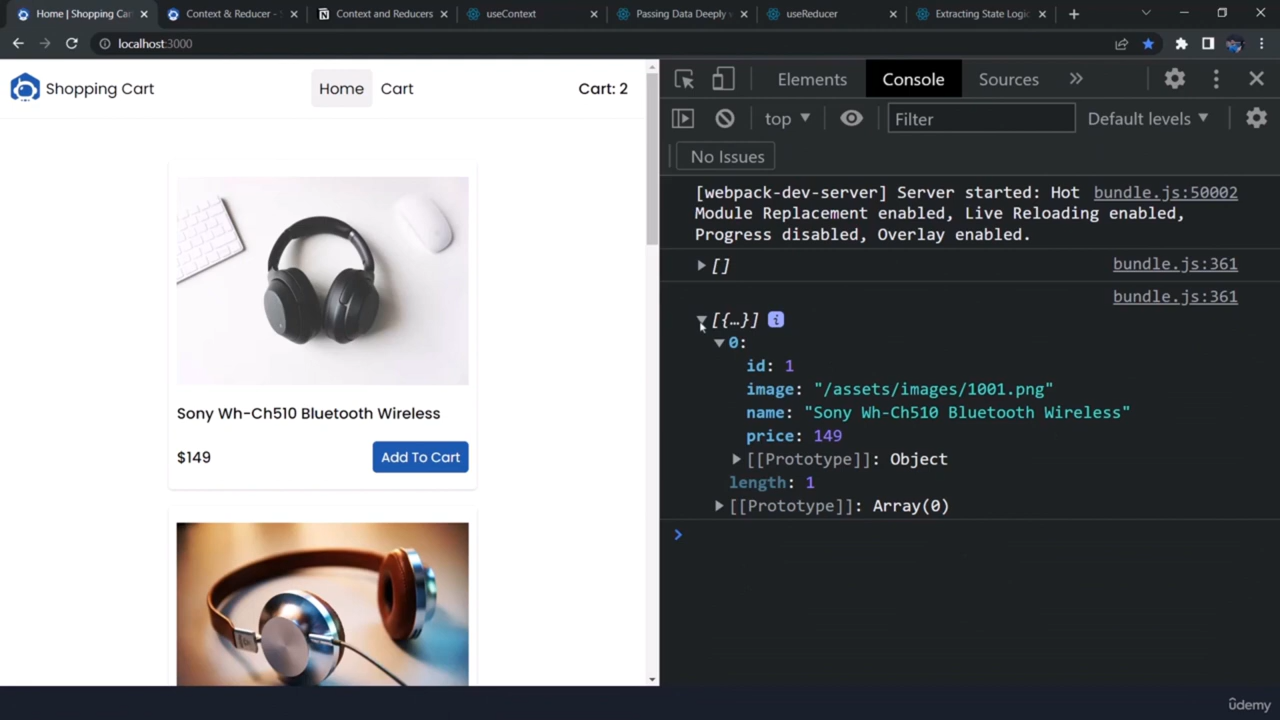 Home | Shopping Car
Context & Reducer -
Context and Reducers
useContext
Passing Data Deeply
useReducer
Extracting State Logic
localhost:3000
Shopping Cart
Home
Cart
Cart: 2
Sony Wh-Ch510 Bluetooth Wireless
$149
Add To Cart
Elements
Console
Sources
top
Filter
Default levels
No Issues
[webpack-dev-server] Server started: Hot bundle.js:50002
Module Replacement enabled, Live Reloading enabled,
Progress disabled, Overlay enabled.
[] bundle.js:361
bundle.js:361
[{…}] i
0:
id: 1
image: "/assets/images/1001.png"
name: "Sony Wh-Ch510 Bluetooth Wireless"
price: 149
[[Prototype]]: Object
length: 1
[[Prototype]]: Array(0)
ûdemy